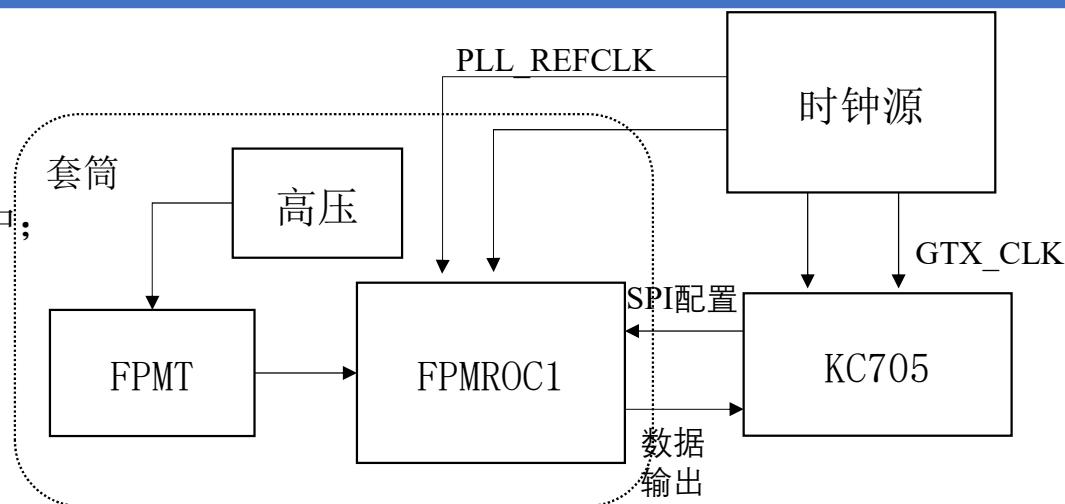 PLL_REFCLK
时钟源
套筒
高压
；
GTX_CLK
SPI配置
FPMT
FPMROC1
KC705
数据
输出